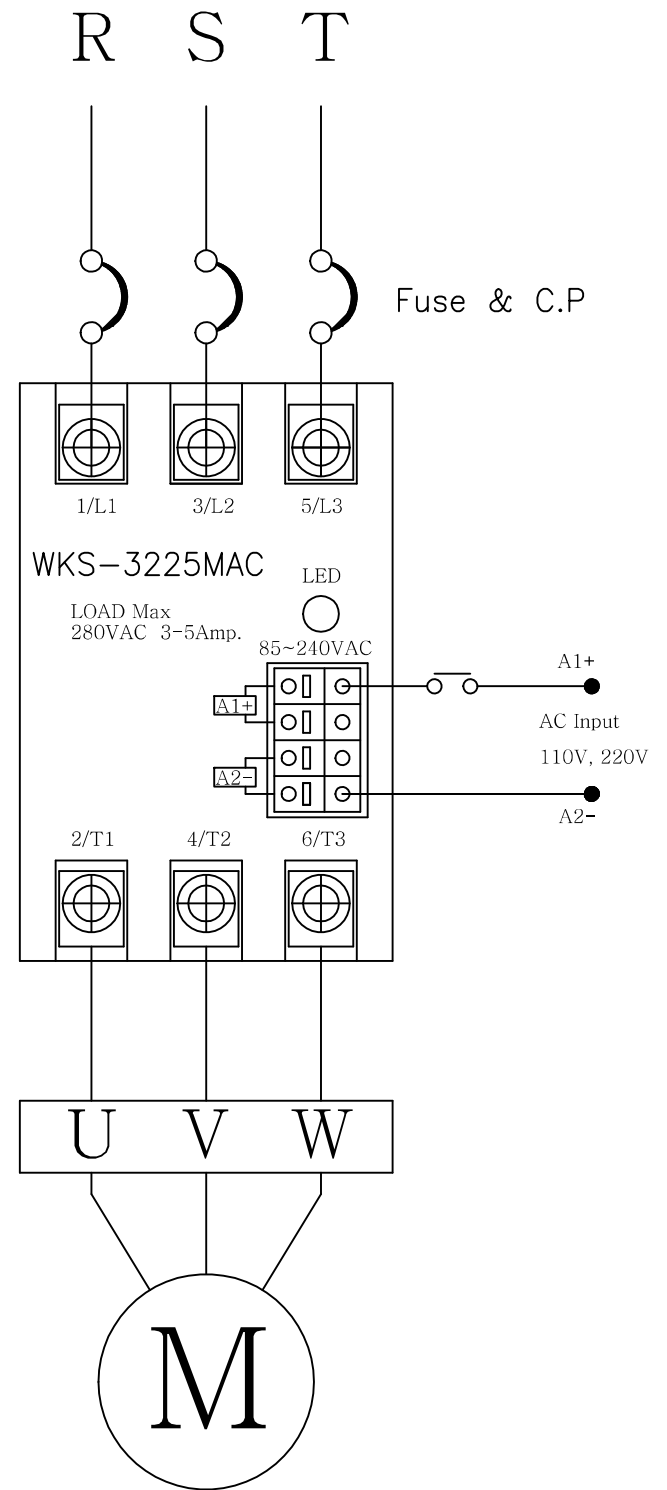 R S T
Fuse & C.P
1/L1 3/L2 5/L3
WKS-3225MAC
LED
LOAD Max
280VAC 3-5Amp.
85~240VAC
A1+
A1+
AC Input
110V, 220V
A2-
A2-
2/T1 4/T2 6/T3
U V W
M